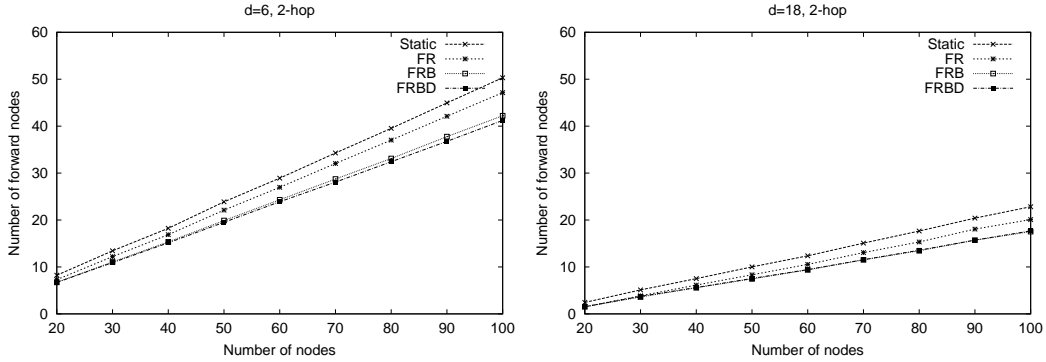 d=6, 2-hop
60
50
40
30
20
10
0
Number of forward nodes
Static
FR
FRB
FRBD
20 30 40 50 60 70 80 90 100
Number of nodes
d=18, 2-hop
60
50
40
30
20
10
0
Number of forward nodes
Static
FR
FRB
FRBD
20 30 40 50 60 70 80 90 100
Number of nodes